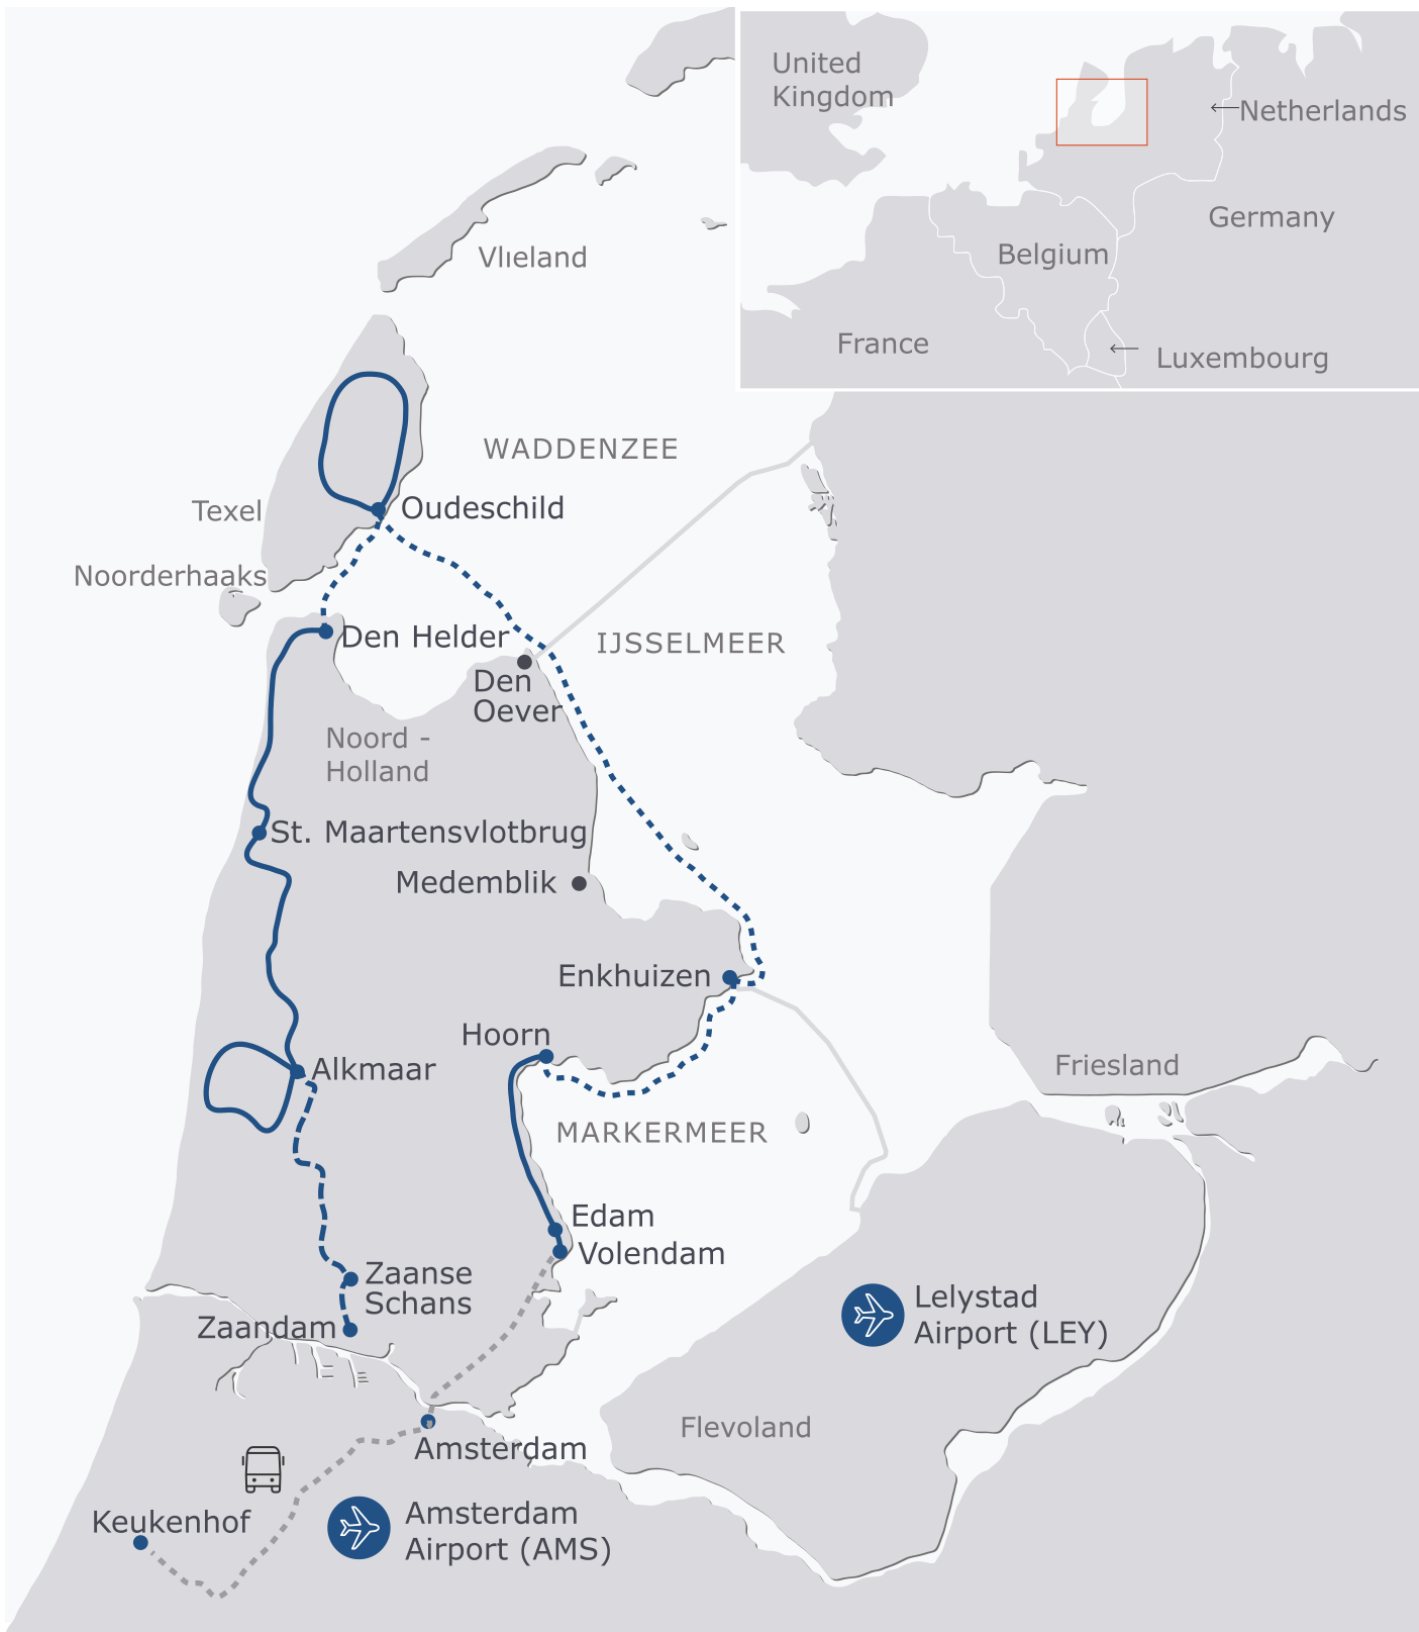 United
Kingdom
Netherlands
Germany
Belgium
France
Luxembourg
Vlieland
WADDENZEE
Texel
Oudeschild
Noorderhaaks
Den Helder
IJSSELMEER
Den
Oever
Noord -
Holland
St. Maartensvlotbrug
Medemblik
Enkhuizen
Hoorn
Alkmaar
Friesland
MARKERMEER
Edam
Volendam
Zaanse
Schans
Zaandam
Lelystad
Airport (LEY)
Flevoland
Amsterdam
Keukenhof
Amsterdam
Airport (AMS)